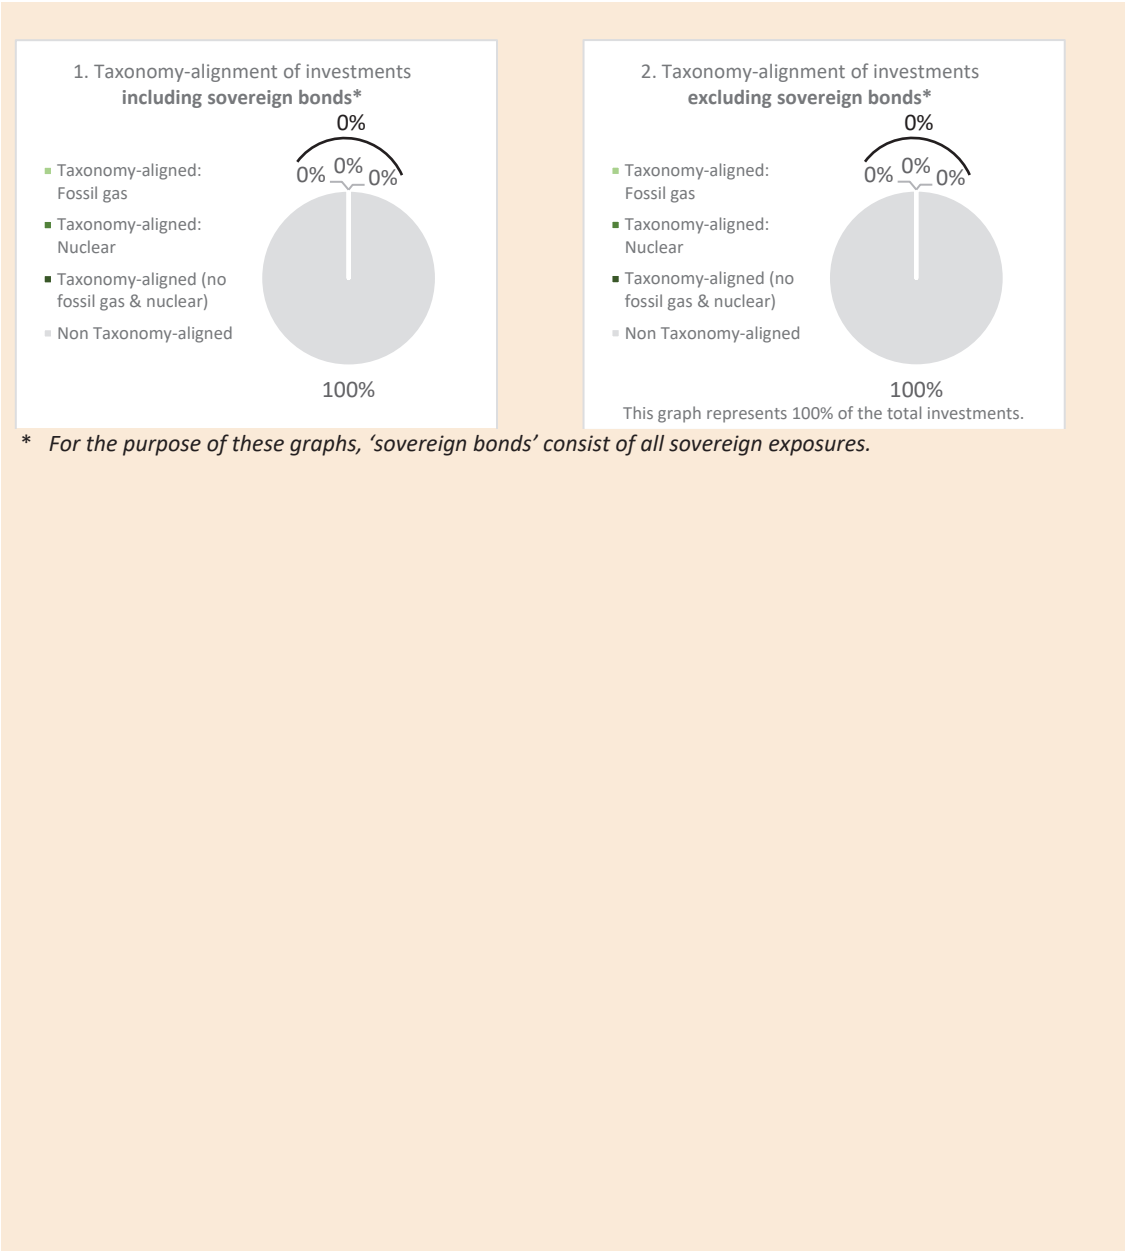 1. Taxonomy-alignment of investments
including sovereign bonds*
0%
0% 0% 0%
Taxonomy-aligned:
Fossil gas
Taxonomy-aligned:
Nuclear
Taxonomy-aligned (no
fossil gas & nuclear)
Non Taxonomy-aligned
100%
2. Taxonomy-alignment of investments
excluding sovereign bonds*
0%
0% 0% 0%
Taxonomy-aligned:
Fossil gas
Taxonomy-aligned:
Nuclear
Taxonomy-aligned (no
fossil gas & nuclear)
Non Taxonomy-aligned
100%
This graph represents 100% of the total investments.
* For the purpose of these graphs, ‘sovereign bonds’ consist of all sovereign exposures.